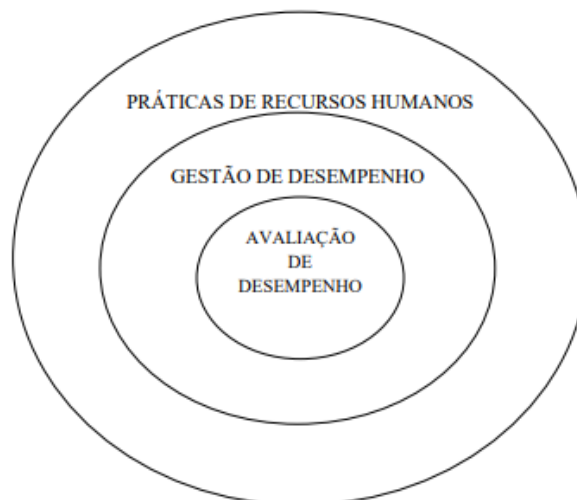 PRÁTICAS DE RECURSOS HUMANOS
GESTÃO DE DESEMPENHO
AVALIAÇÃO
DE
DESEMPENHO